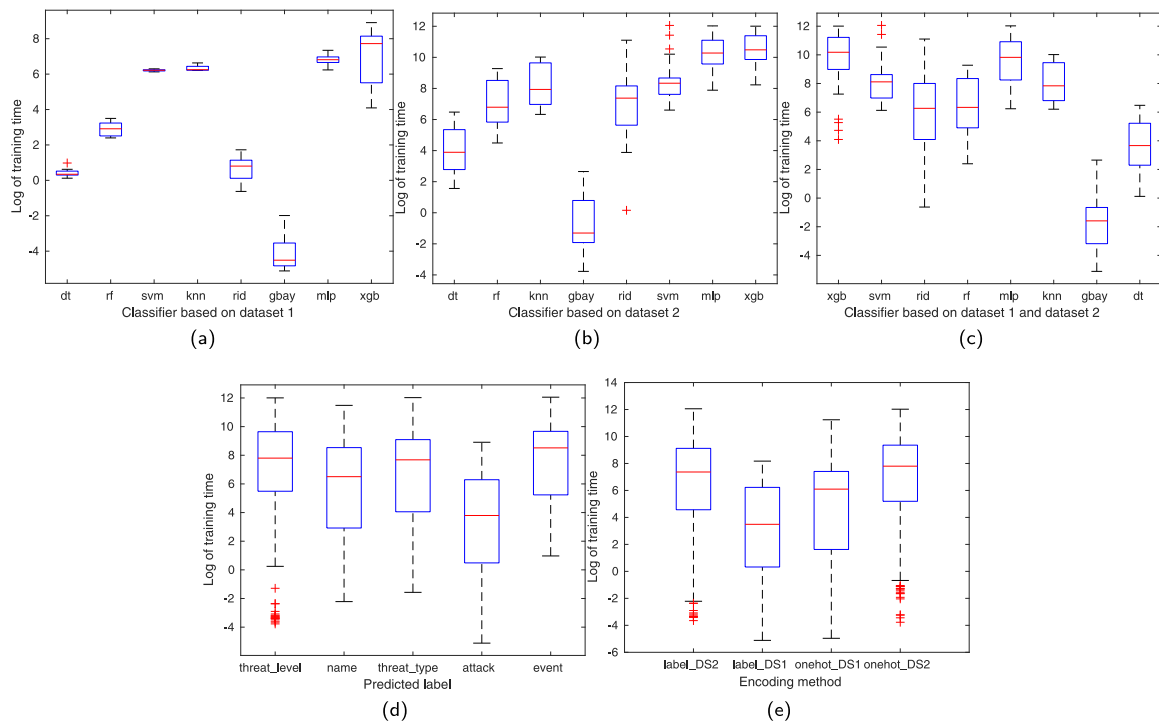 8
6
4
2
0
-2
-4
Log of training time
dt rf svm knn rid gbay mlp xgb
Classifier based on dataset 1
(a)
12
10
8
6
4
2
0
-2
-4
Log of training time
dt rf knn gbay rid svm mlp xgb
Classifier based on dataset 2
(b)
12
10
8
6
4
2
0
-2
-4
Log of training time
xgb svm rid rf mlp knn gbay dt
Classifier based on dataset 1 and dataset 2
(c)
12
10
8
6
4
2
0
-2
-4
Log of training time
threat_level name threat_type attack event
Predicted label
(d)
14
12
10
8
6
4
2
0
-2
-4
-6
Log of training time
label_DS2 label_DS1 onehot_DS1 onehot_DS2
Encoding method
(e)